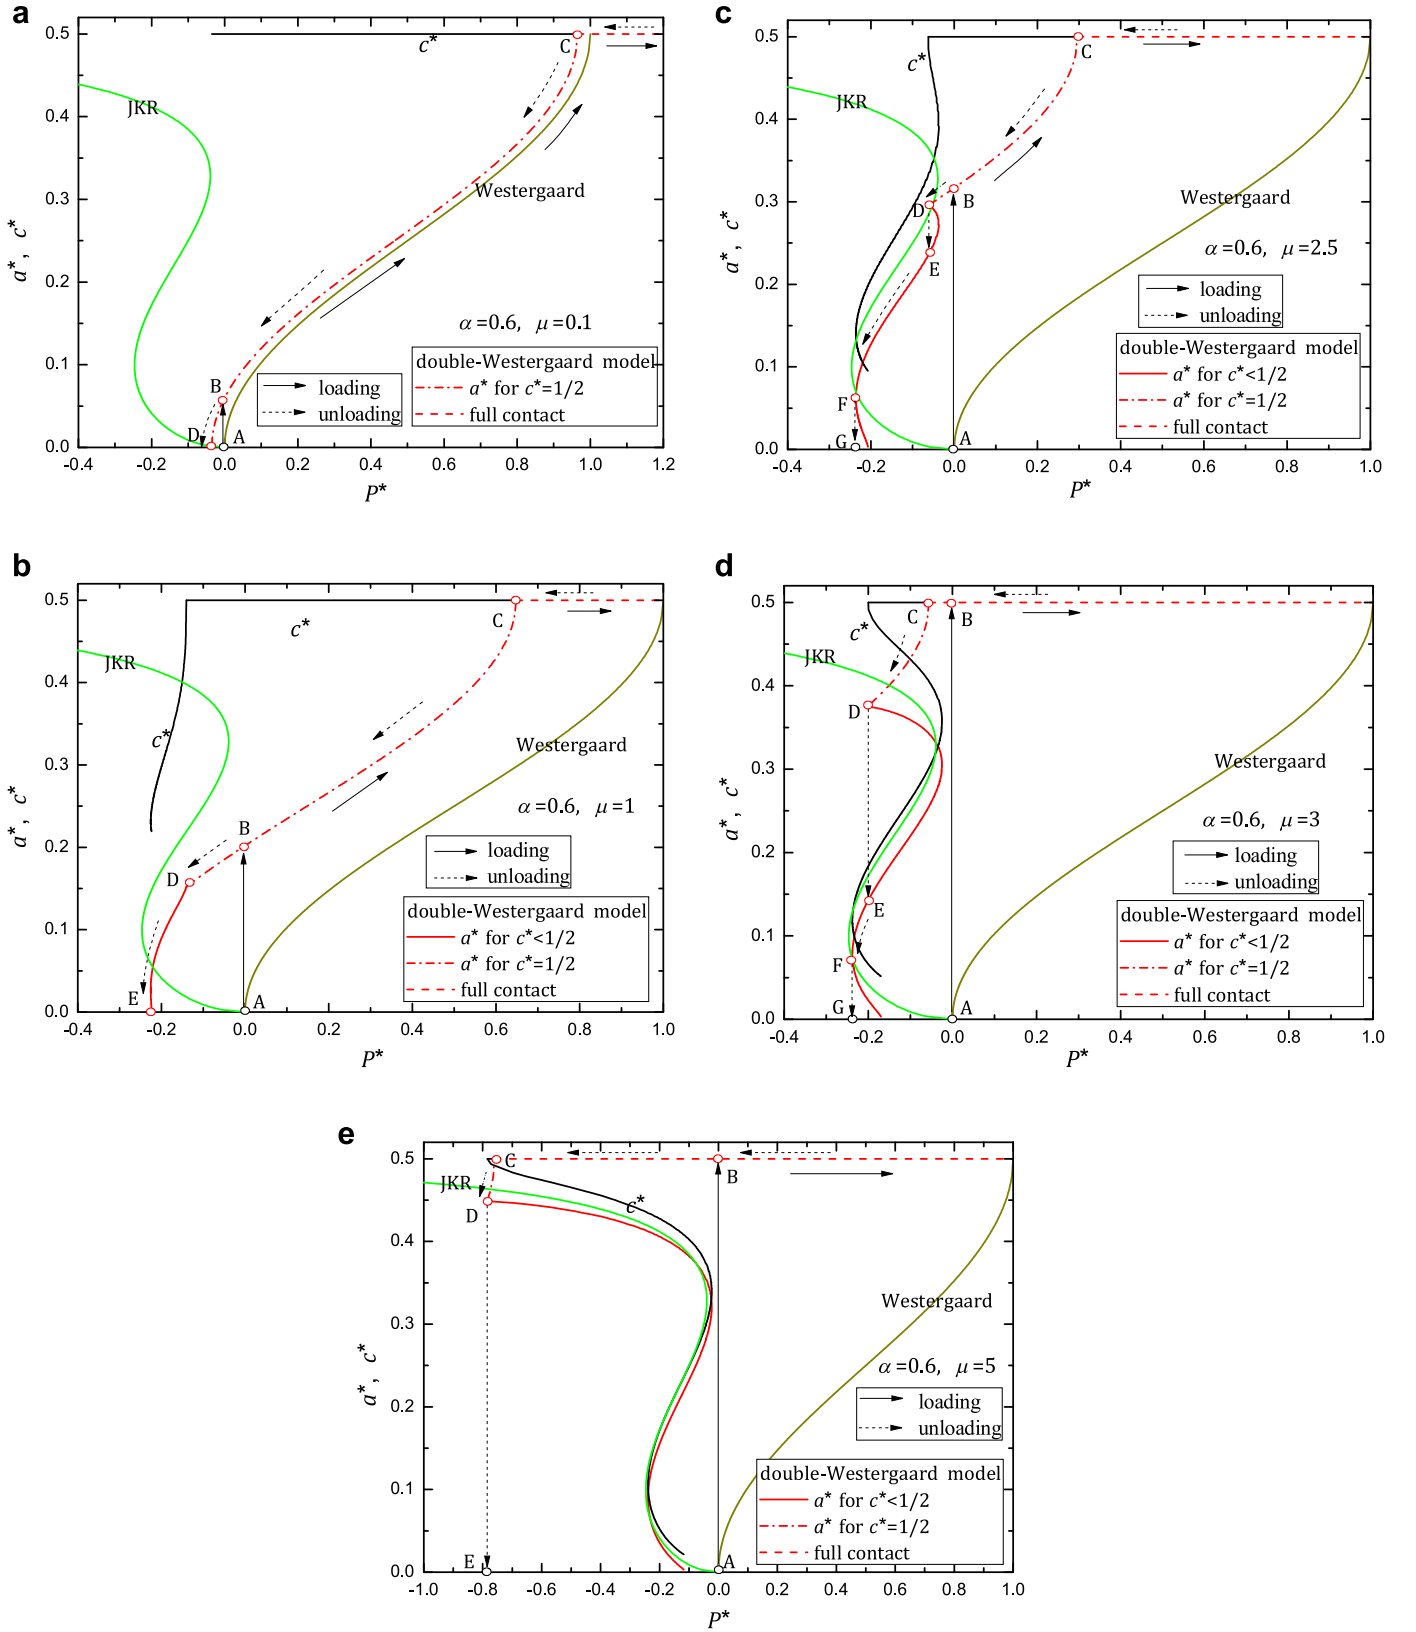 a
c*
C
JKR
Westergaard
α=0.6, μ=0.1
B
D
A
loading
unloading
double-Westergaard model
a* for c*=1/2
full contact
a*, c*
0.5
0.4
0.3
0.2
0.1
0.0
-0.4 -0.2 0.0 0.2 0.4 0.6 0.8 1.0 1.2
P*
c
c*
C
JKR
B
D
E
Westergaard
α=0.6, μ=2.5
loading
unloading
double-Westergaard model
a* for c*<1/2
a* for c*=1/2
full contact
F
G
A
a*, c*
0.5
0.4
0.3
0.2
0.1
0.0
-0.4 -0.2 0.0 0.2 0.4 0.6 0.8 1.0
P*
b
c*
C
JKR
c*
Westergaard
α=0.6, μ=1
B
D
E
A
loading
unloading
double-Westergaard model
a* for c*<1/2
a* for c*=1/2
full contact
a*, c*
0.5
0.4
0.3
0.2
0.1
0.0
-0.4 -0.2 0.0 0.2 0.4 0.6 0.8 1.0
P*
d
C
B
c*
JKR
D
Westergaard
α=0.6, μ=3
loading
unloading
E
F
G
A
double-Westergaard model
a* for c*<1/2
a* for c*=1/2
full contact
a*, c*
0.5
0.4
0.3
0.2
0.1
0.0
-0.4 -0.2 0.0 0.2 0.4 0.6 0.8 1.0
P*
e
C
B
JKR
c*
D
Westergaard
α=0.6, μ=5
loading
unloading
double-Westergaard model
a* for c*<1/2
a* for c*=1/2
full contact
E
A
a*, c*
0.5
0.4
0.3
0.2
0.1
0.0
-1.0 -0.8 -0.6 -0.4 -0.2 0.0 0.2 0.4 0.6 0.8 1.0
P*